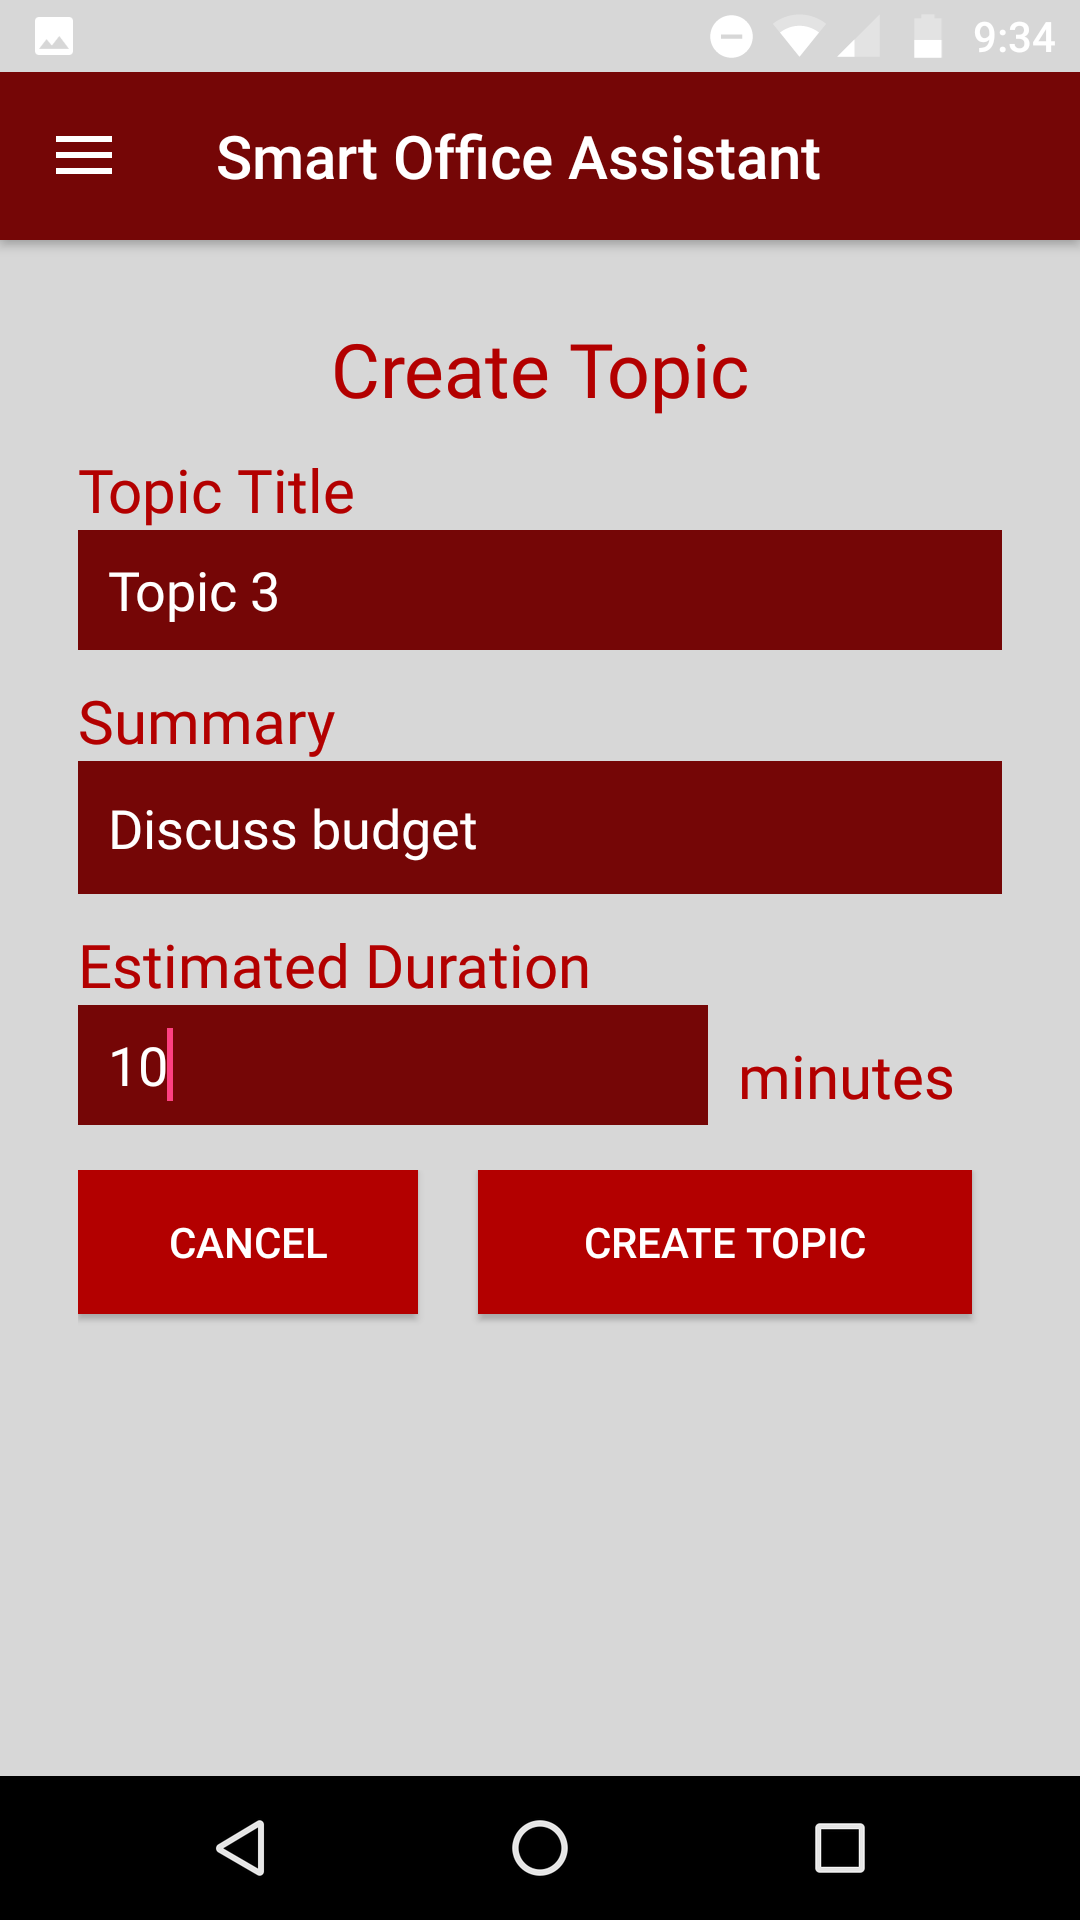 9:34
Smart Office Assistant
Create Topic
Topic Title
Topic 3
Summary
Discuss budget
Estimated Duration
10 minutes
CANCEL CREATE TOPIC